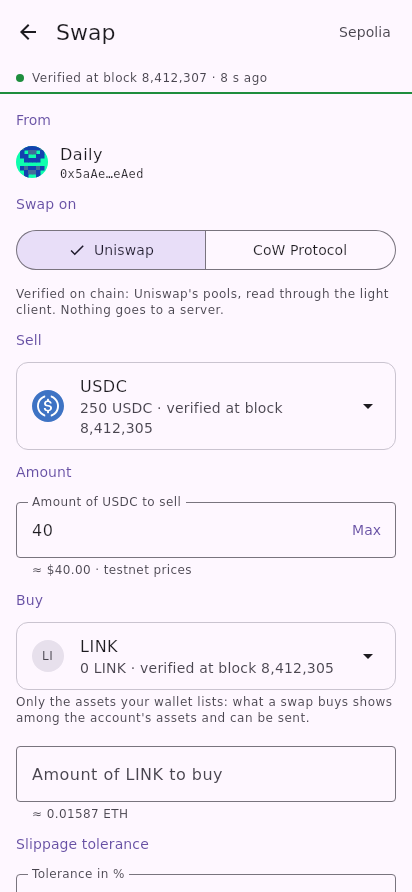 Swap
Sepolia
Verified at block 8,412,307 · 8 s ago
From
Daily
0x5aAe…eAed
Swap on
Uniswap
CoW Protocol
Verified on chain: Uniswap's pools, read through the light
client. Nothing goes to a server.
Sell
USDC
250 USDC · verified at block
8,412,305
Amount
Amount of USDC to sell
40
Max
≈ $40.00 · testnet prices
Buy
LI
LINK
0 LINK · verified at block 8,412,305
Only the assets your wallet lists: what a swap buys shows
among the account's assets and can be sent.
Amount of LINK to buy
≈ 0.01587 ETH
Slippage tolerance
Tolerance in %